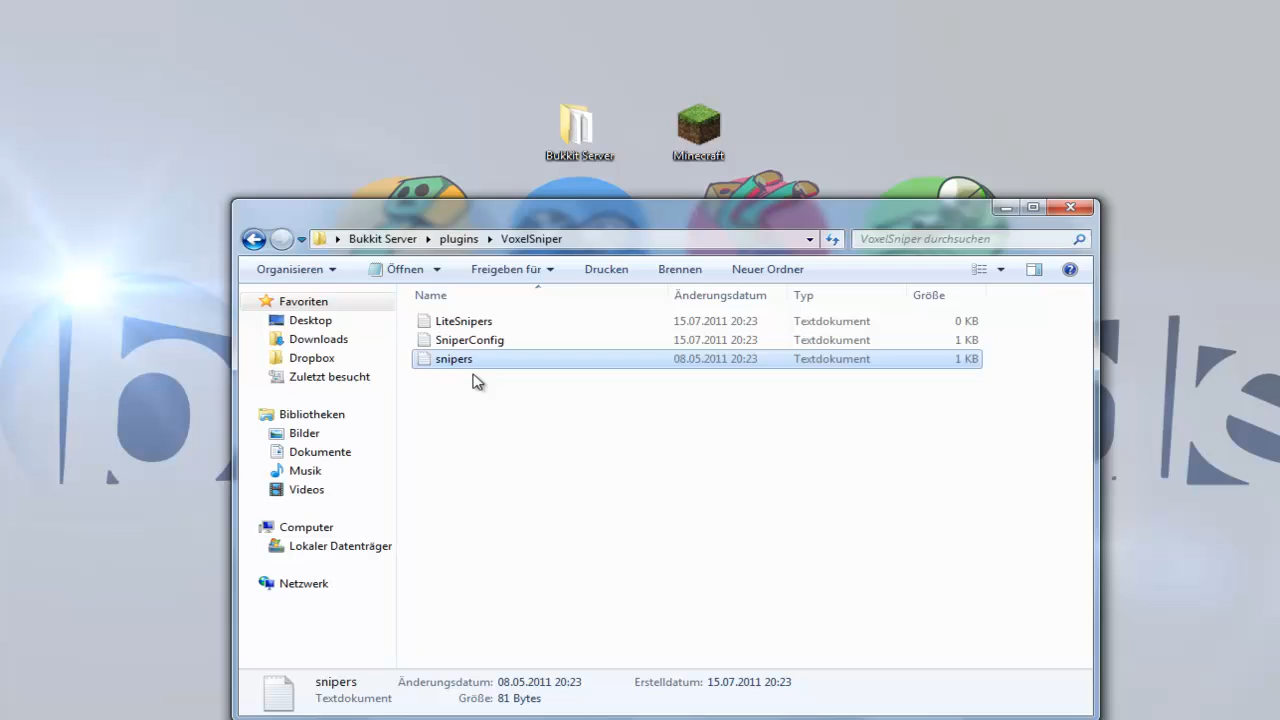 Bukkit Server
Minecraft
Bukkit Server plugins VoxelSniper
VoxelSniper durchsuchen
Organisieren Öffnen Freigeben für Drucken Brennen Neuer Ordner
Name Änderungsdatum Typ Größe
Favoriten
Desktop
Downloads
Dropbox
Zuletzt besucht
Bibliotheken
Bilder
Dokumente
Musik
Videos
Computer
Lokaler Datenträger
Netzwerk
LiteSnipers 15.07.2011 20:23 Textdokument 0 KB
SniperConfig 15.07.2011 20:23 Textdokument 1 KB
snipers 08.05.2011 20:23 Textdokument 1 KB
snipers Änderungsdatum: 08.05.2011 20:23 Erstelldatum: 15.07.2011 20:23
Textdokument Größe: 81 Bytes